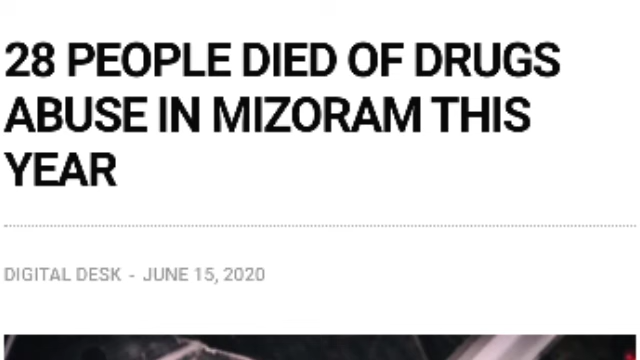 28 PEOPLE DIED OF DRUGS
ABUSE IN MIZORAM THIS
YEAR
DIGITAL DESK - JUNE 15, 2020